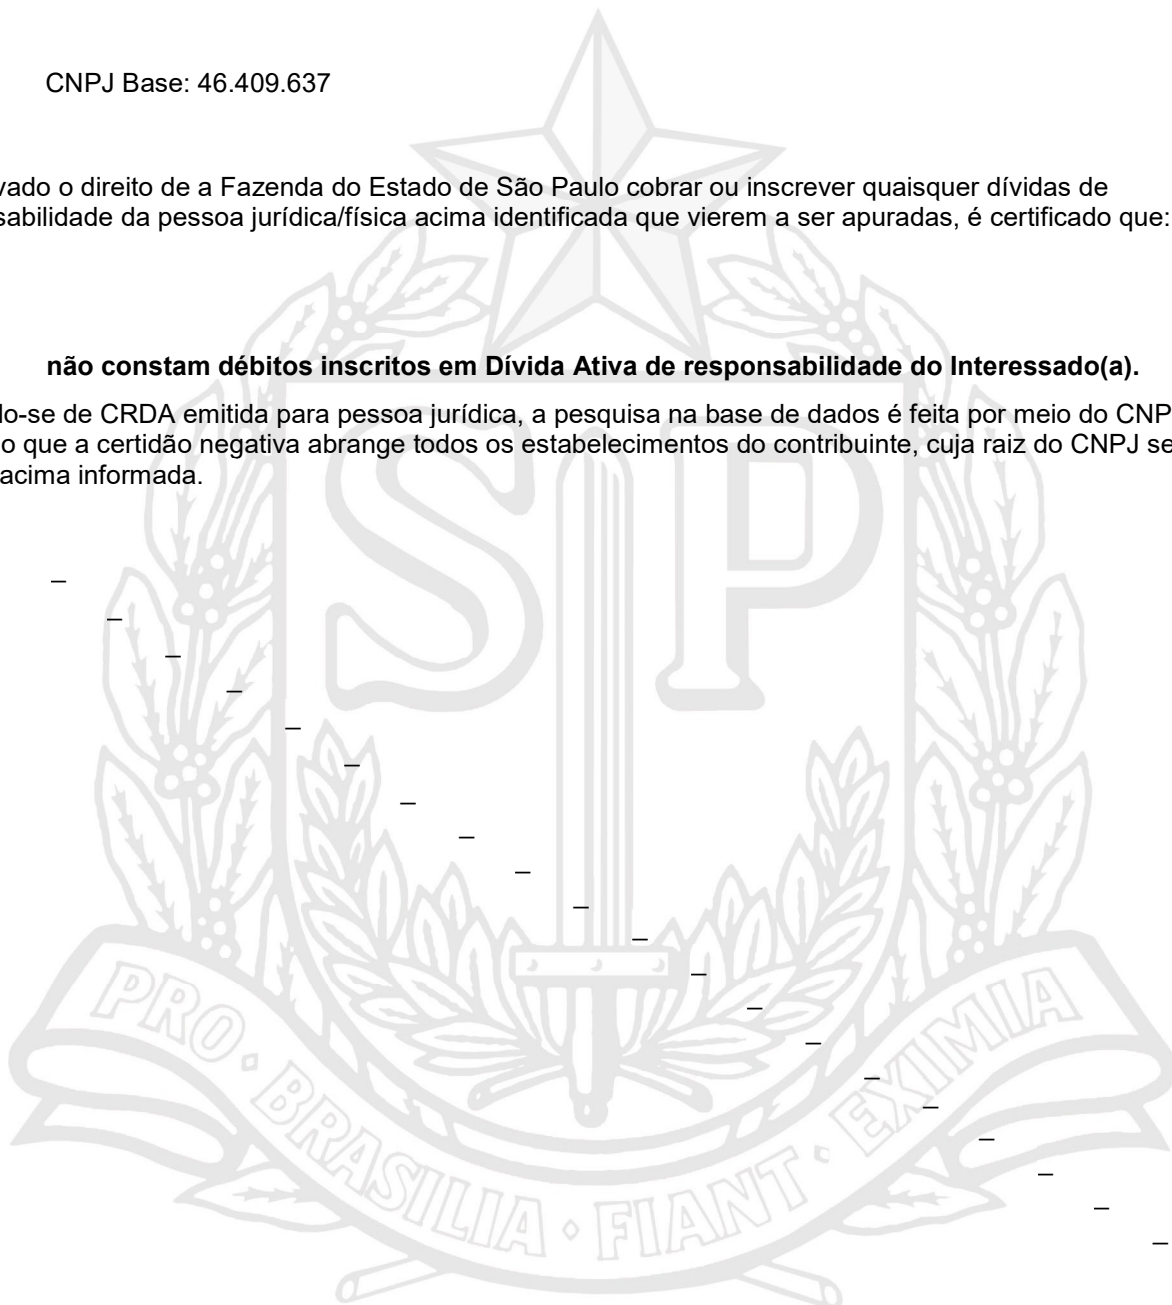 CNPJ Base: 46.409.637
vado o direito de a Fazenda do Estado de São Paulo cobrar ou inscrever quaisquer dívidas de
sabilidade da pessoa jurídica/física acima identificada que vierem a ser apuradas, é certificado que:
não constam débitos inscritos em Dívida Ativa de responsabilidade do Interessado(a).
do-se de CRDA emitida para pessoa jurídica, a pesquisa na base de dados é feita por meio do CNP
o que a certidão negativa abrange todos os estabelecimentos do contribuinte, cuja raiz do CNPJ se
acima informada.
SP
PRO • BRASILIA • FIANT • EXIMIA